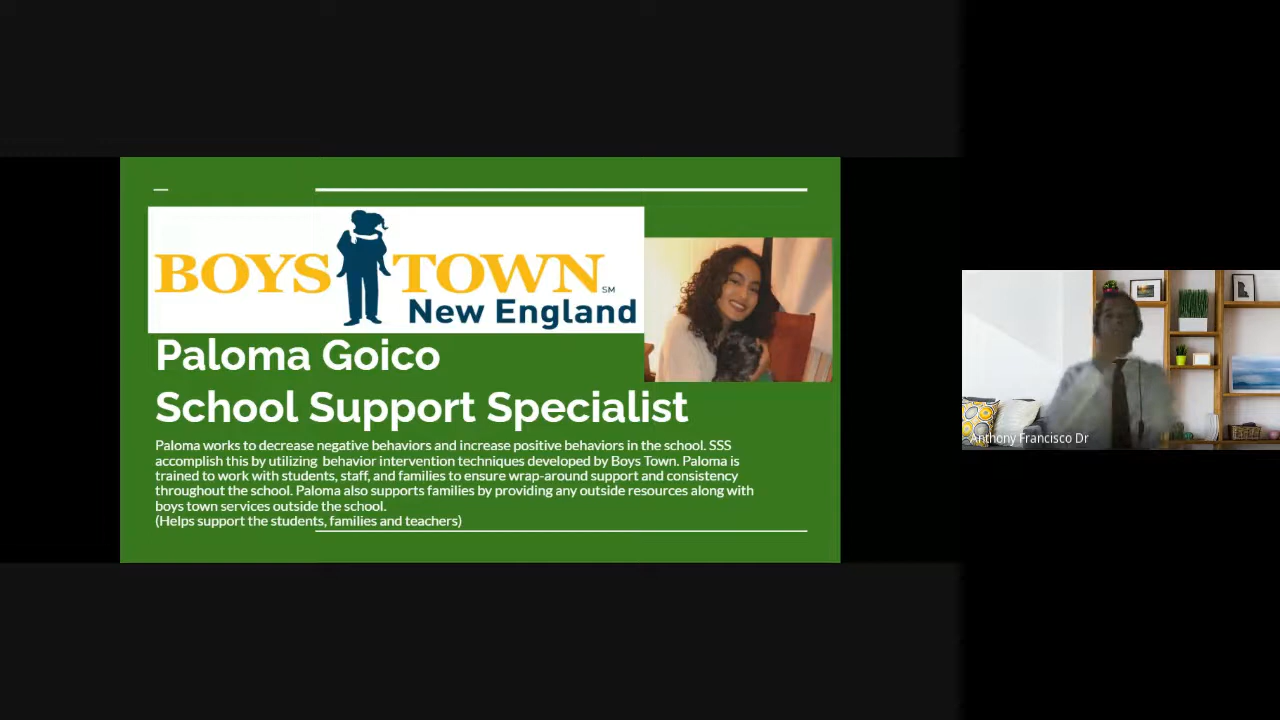 BOYS TOWN SM
New England
Paloma Goico
School Support Specialist
Paloma works to decrease negative behaviors and increase positive behaviors in the school. SSS
accomplish this by utilizing behavior intervention techniques developed by Boys Town. Paloma is
trained to work with students, staff, and families to ensure wrap-around support and consistency
throughout the school. Paloma also supports families by providing any outside resources along with
boys town services outside the school.
(Helps support the students, families and teachers)
Anthony Francisco Dr